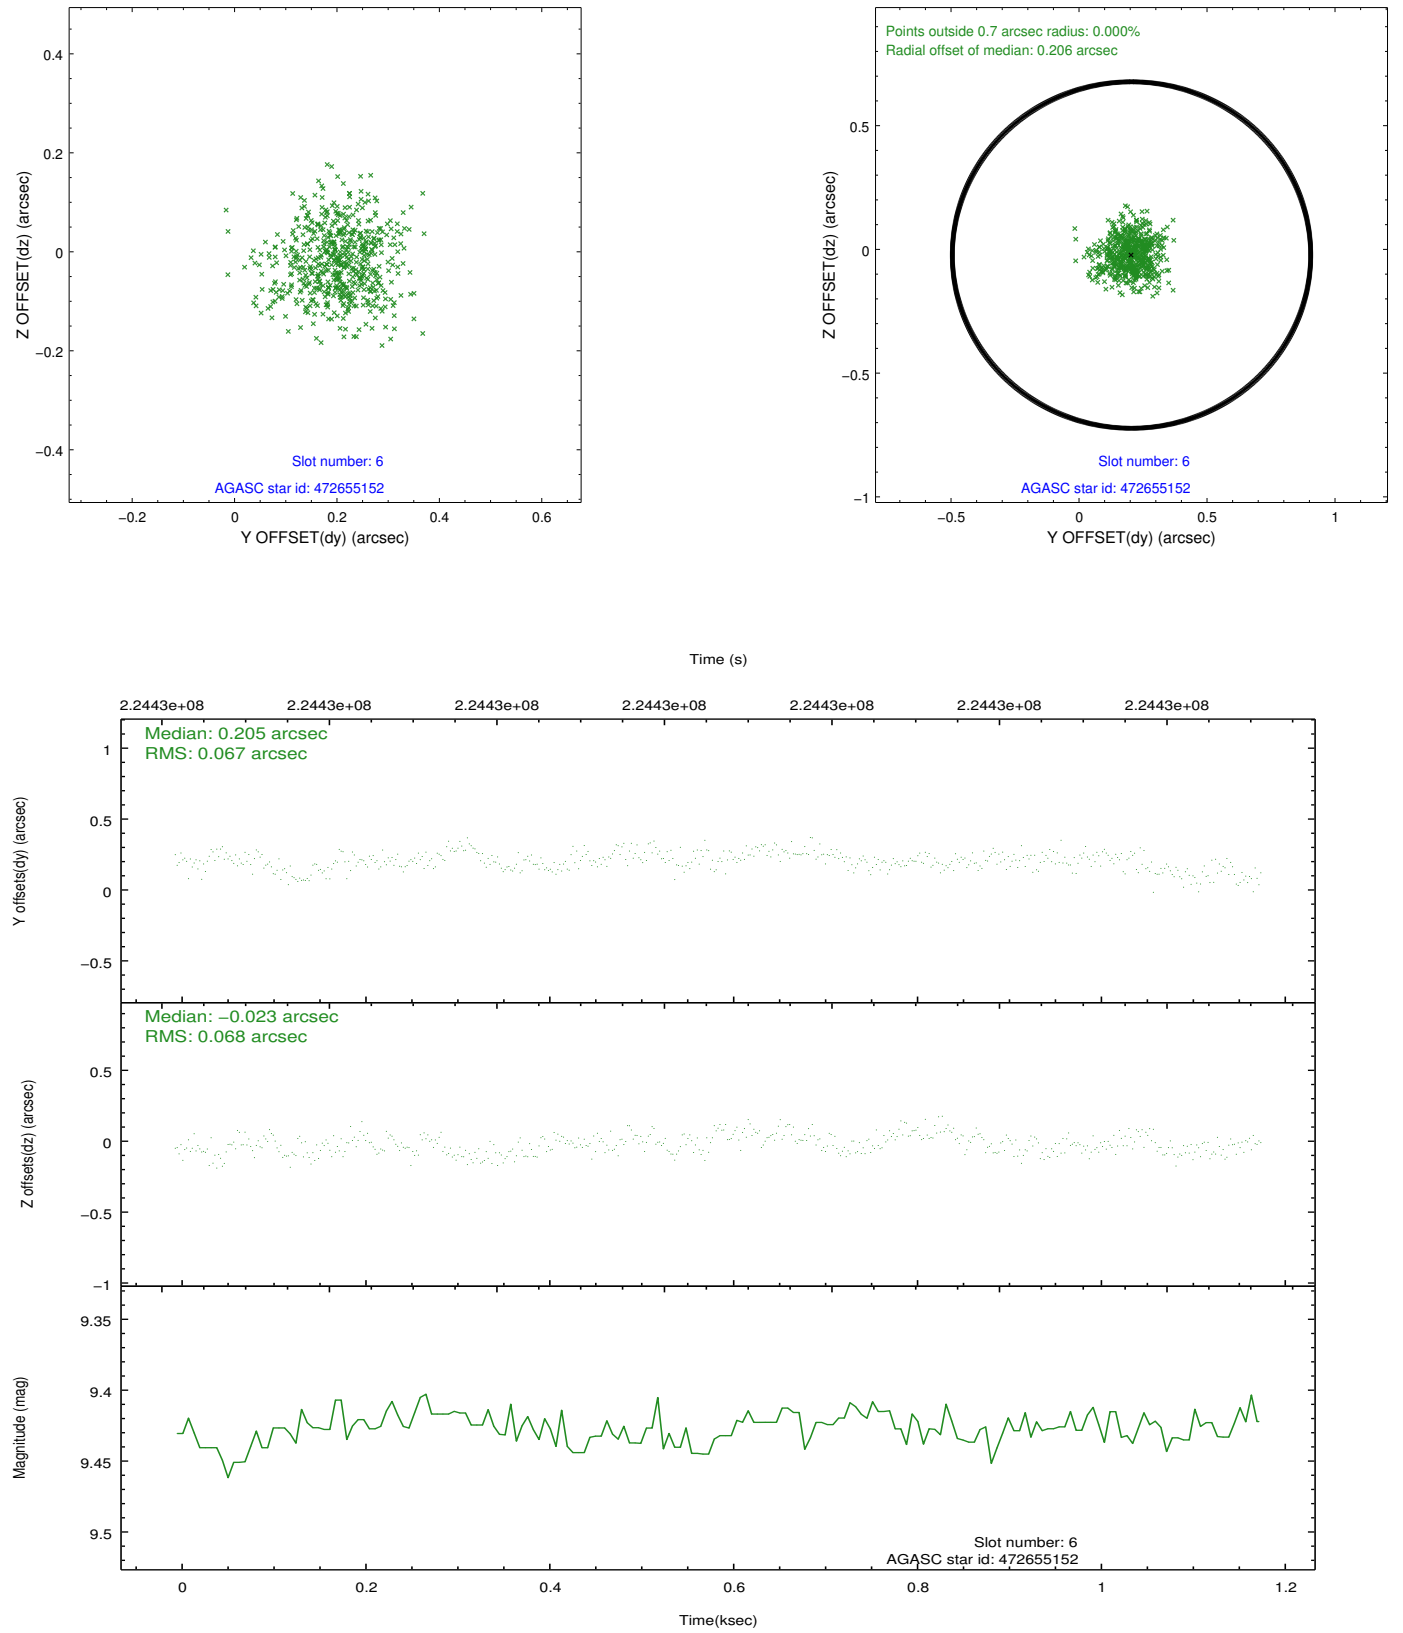 0.4
0.2
0
−0.2
−0.4
Z OFFSET(dz) (arcsec)
Slot number: 6
AGASC star id: 472655152
−0.2 0 0.2 0.4 0.6
Y OFFSET(dy) (arcsec)
Points outside 0.7 arcsec radius: 0.000%
Radial offset of median: 0.206 arcsec
0.5
0
−0.5
−1
Z OFFSET(dz) (arcsec)
Slot number: 6
AGASC star id: 472655152
−0.5 0 0.5 1
Y OFFSET(dy) (arcsec)
Time (s)
2.2443e+08 2.2443e+08 2.2443e+08 2.2443e+08 2.2443e+08 2.2443e+08 2.2443e+08
Median: 0.205 arcsec
RMS: 0.067 arcsec
1
0.5
0
−0.5
Y offsets(dy) (arcsec)
Median: −0.023 arcsec
RMS: 0.068 arcsec
0.5
0
−0.5
−1
Z offsets(dz) (arcsec)
9.35
9.4
9.45
9.5
Magnitude (mag)
Slot number: 6
AGASC star id: 472655152
0 0.2 0.4 0.6 0.8 1 1.2
Time(ksec)